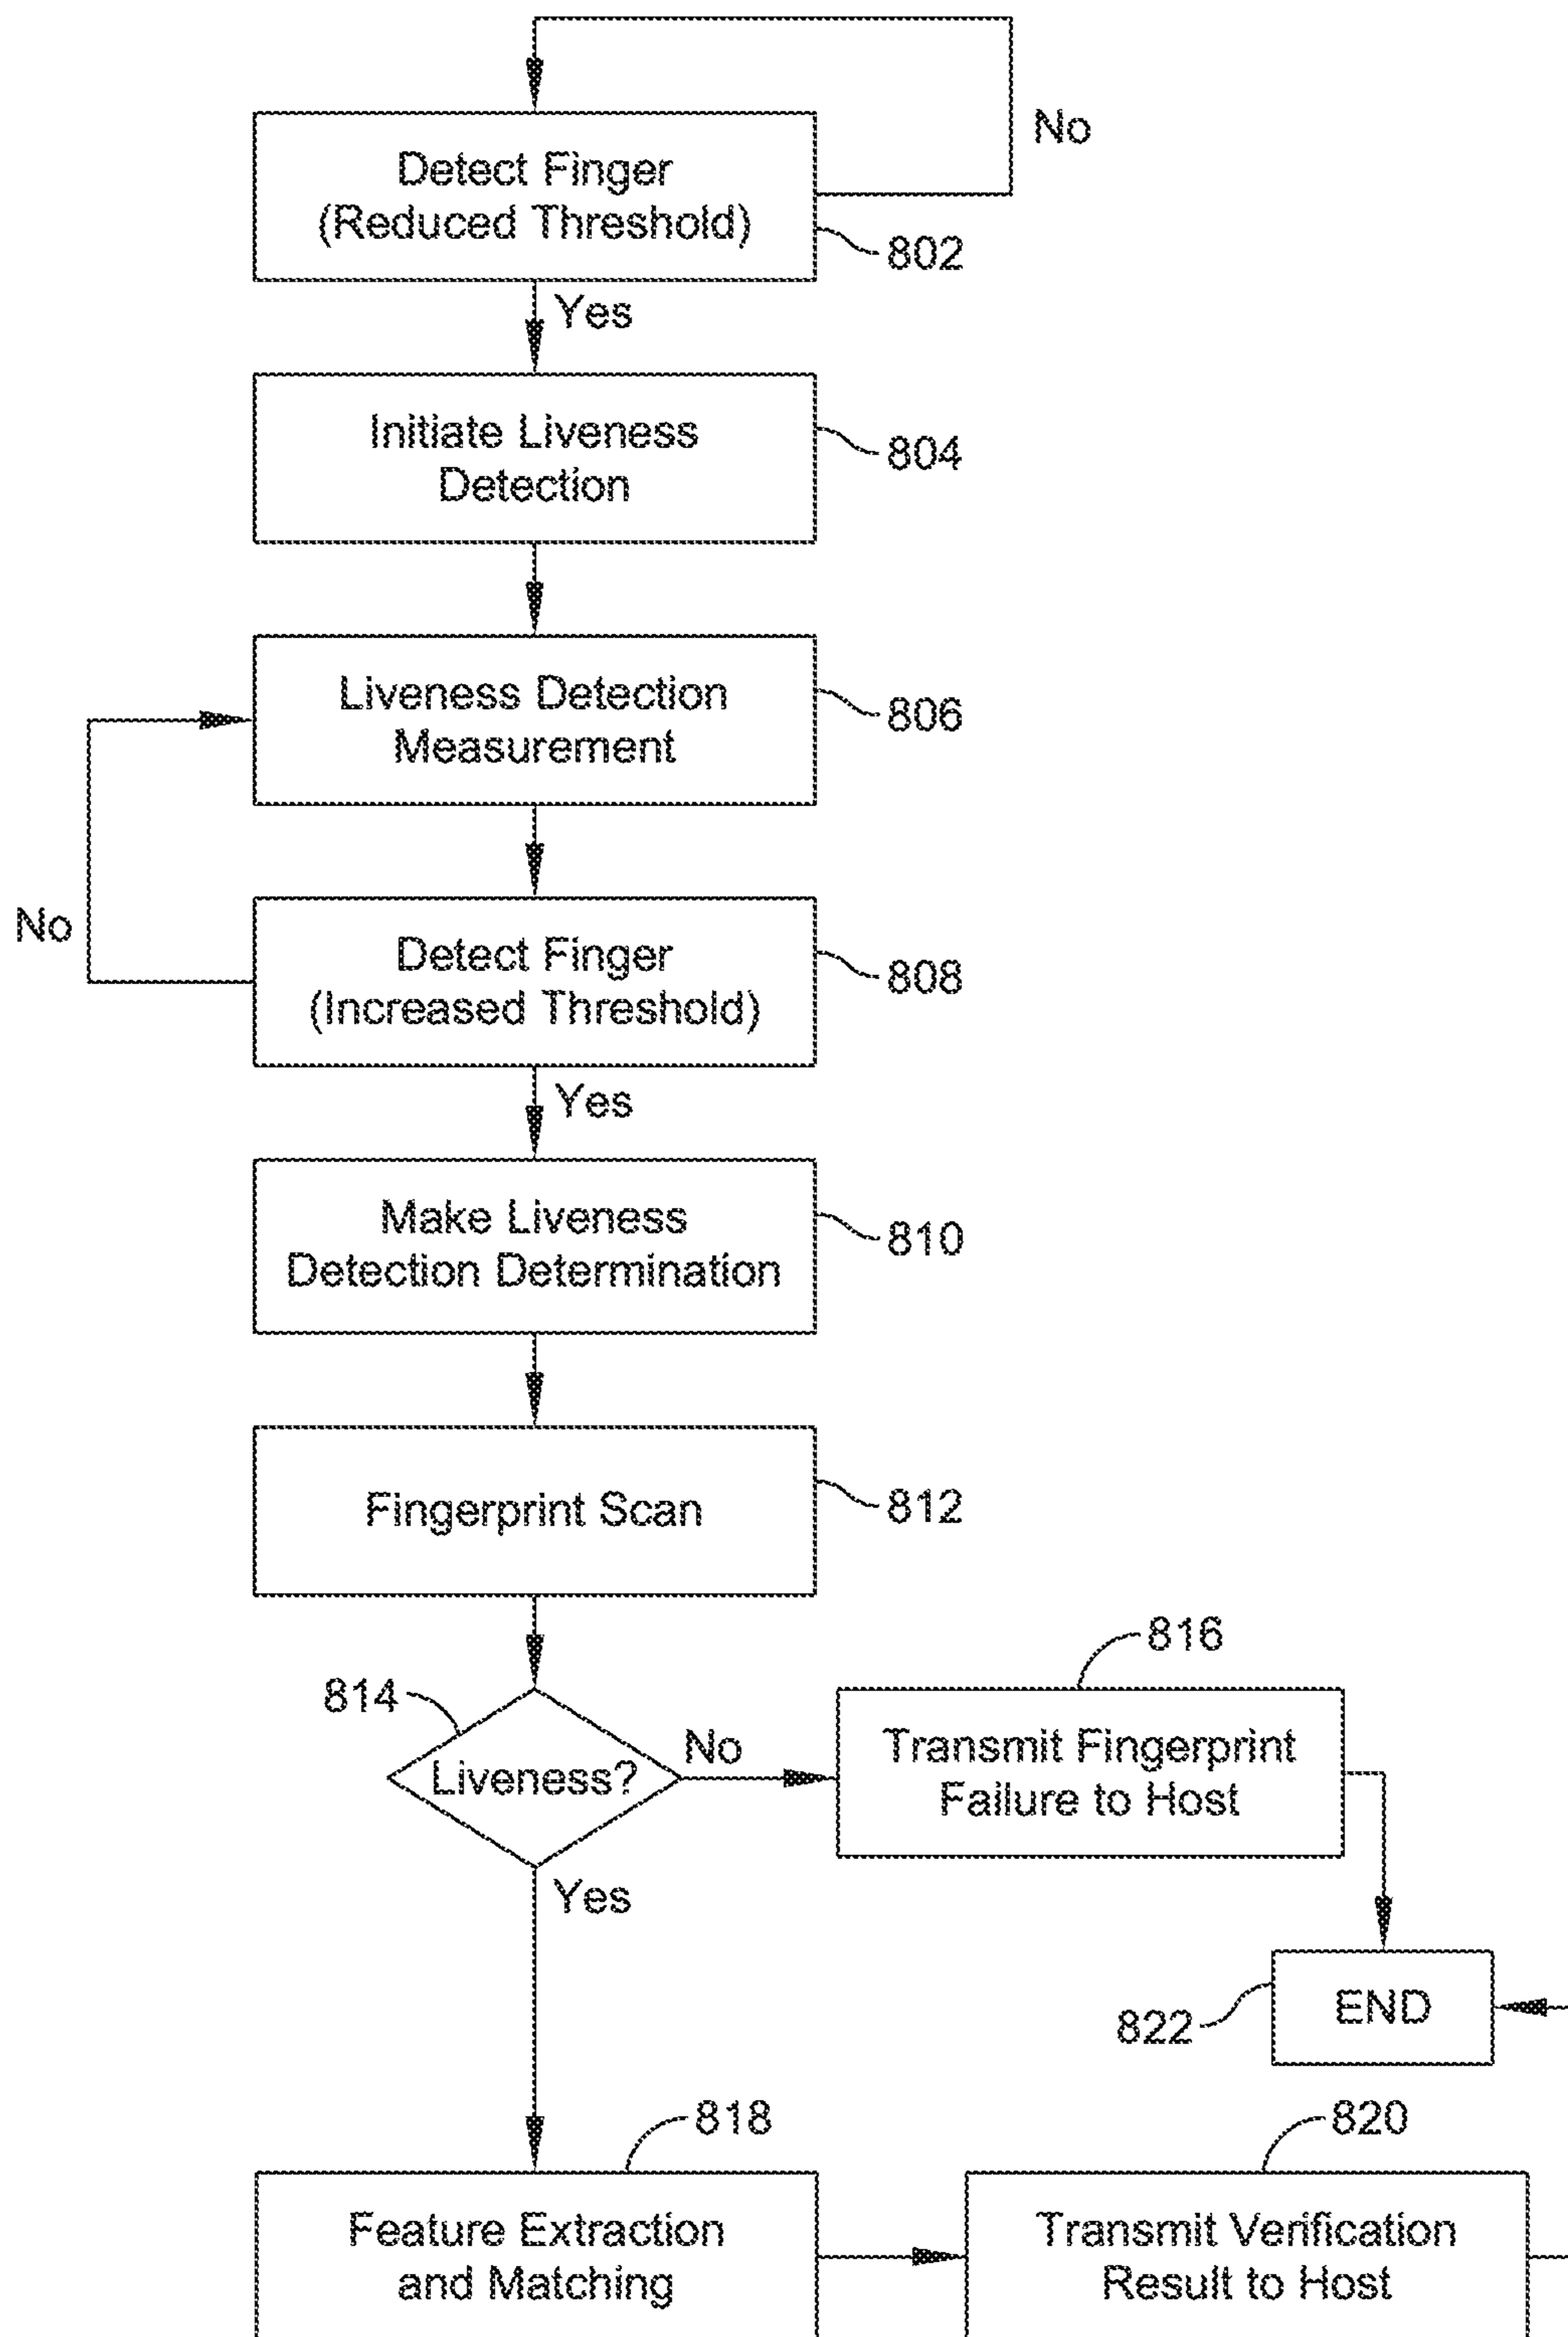 No
Detect Finger
(Reduced Threshold)
802
Yes
Initiate Liveness
Detection
804
Liveness Detection
Measurement
806
No
Detect Finger
(Increased Threshold)
808
Yes
Make Liveness
Detection Determination
810
Fingerprint Scan
812
814
Liveness?
No
816
Transmit Fingerprint
Failure to Host
Yes
END
822
818
Feature Extraction
and Matching
820
Transmit Verification
Result to Host